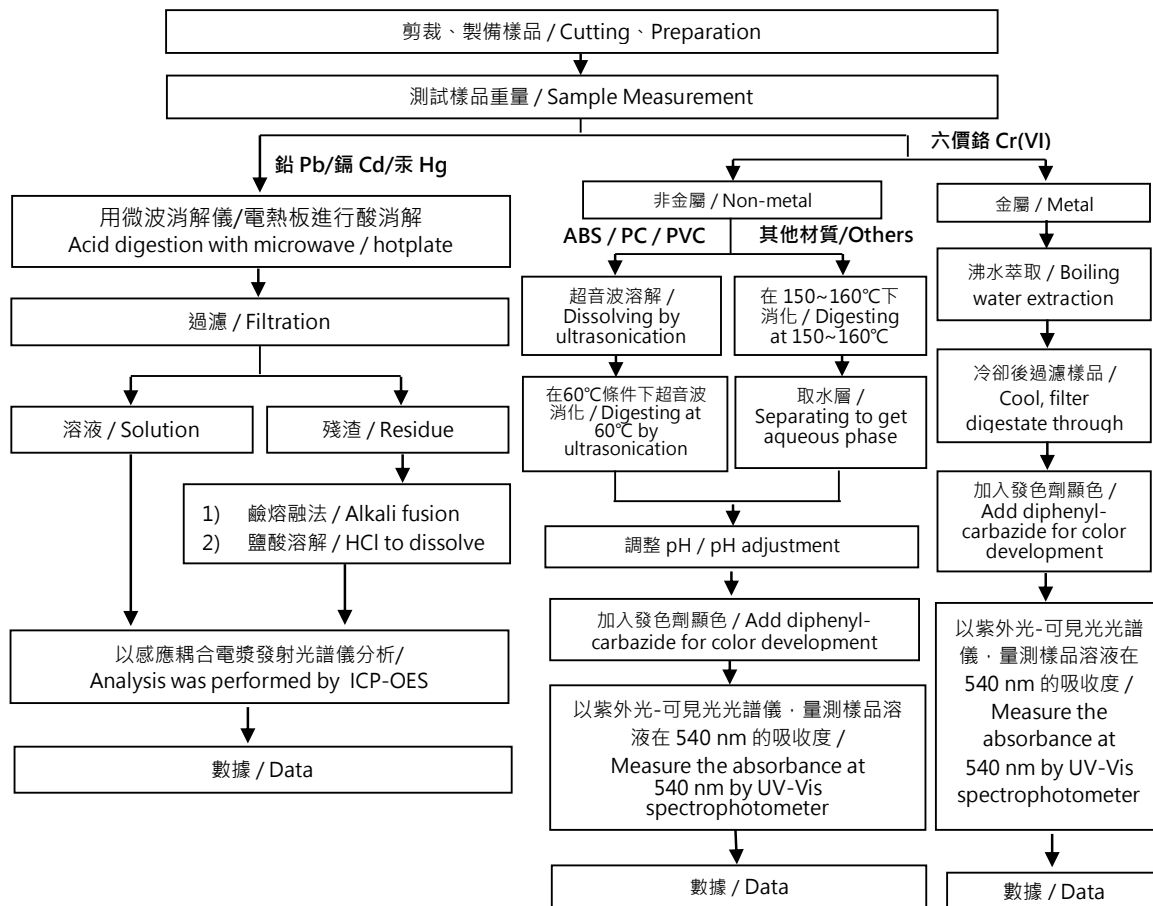 剪裁、製備樣品 / Cutting、Preparation
測試樣品重量 / Sample Measurement
鉛 Pb/鎘 Cd/汞 Hg
六價鉻 Cr(VI)
用微波消解儀/電熱板進行酸消解
Acid digestion with microwave / hotplate
過濾 / Filtration
溶液 / Solution
殘渣 / Residue
1) 鹼熔融法 / Alkali fusion
2) 鹽酸溶解 / HCl to dissolve
以感應耦合電漿發射光譜儀分析/
Analysis was performed by ICP-OES
數據 / Data
非金屬 / Non-metal
ABS / PC / PVC
其他材質/Others
超音波溶解 /
Dissolving by
ultrasonication
在 150~160℃下
消化 / Digesting
at 150~160℃
在60℃條件下超音波
消化 / Digesting at
60℃ by
ultrasonication
取水層 /
Separating to get
aqueous phase
調整 pH / pH adjustment
加入發色劑顯色 / Add diphenyl-
carbazide for color development
以紫外光-可見光光譜儀，量測樣品溶
液在 540 nm 的吸收度 /
Measure the absorbance at
540 nm by UV-Vis
spectrophotometer
數據 / Data
金屬 / Metal
沸水萃取 / Boiling
water extraction
冷卻後過濾樣品 /
Cool, filter
digestate through
加入發色劑顯色 /
Add diphenyl-
carbazide for color
development
以紫外光-可見光光譜
儀，量測樣品溶液在
540 nm 的吸收度 /
Measure the
absorbance at
540 nm by UV-Vis
spectrophotometer
數據 / Data